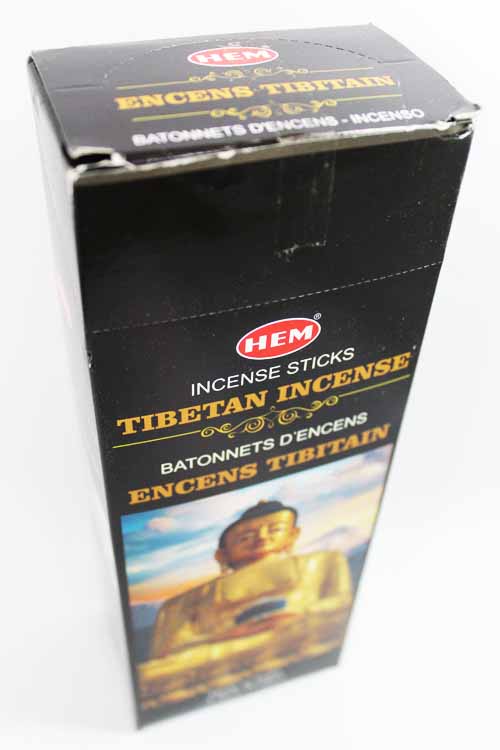 HEM
ENCENS TIBITAIN
BATONNETS D'ENCENS - INCENSO
HEM®
INCENSE STICKS
TIBETAN INCENSE
BATONNETS D'ENCENS
ENCENS TIBITAIN